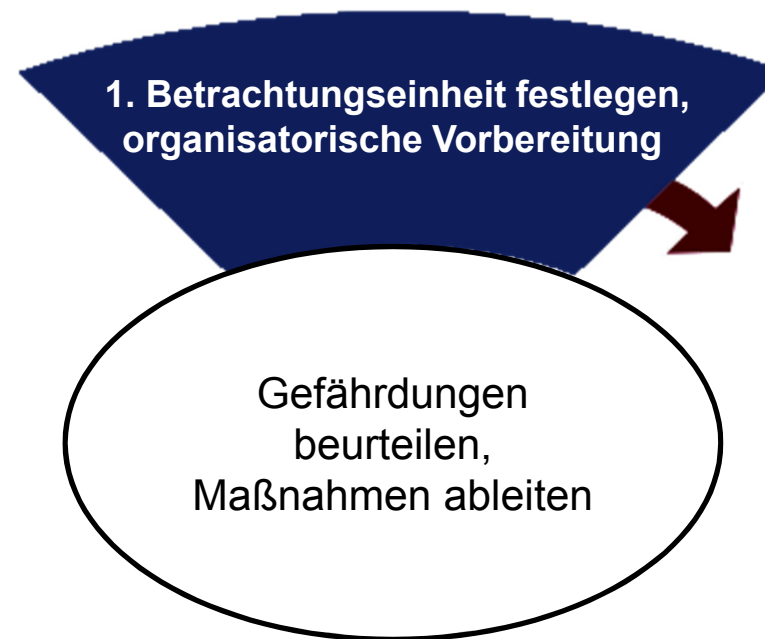 1. Betrachtungseinheit festlegen,
organisatorische Vorbereitung
Gefährdungen
beurteilen,
Maßnahmen ableiten